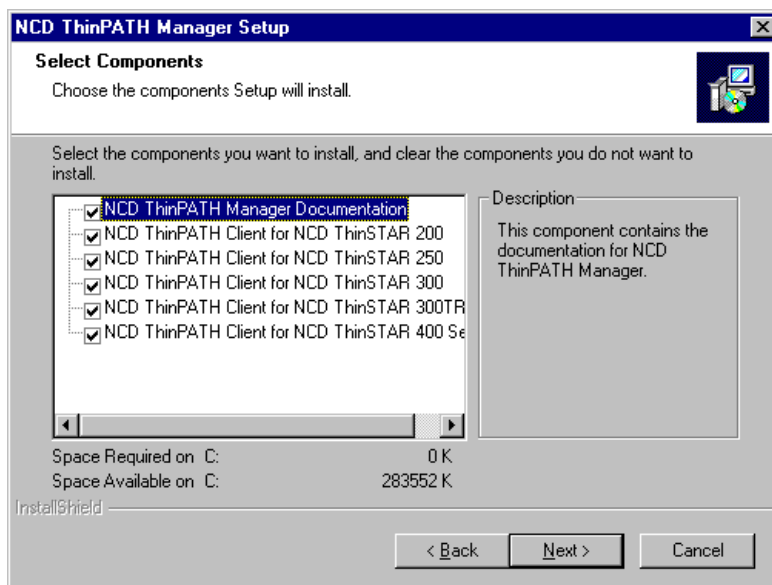 NCD ThinPATH Manager Setup
Select Components
Choose the components Setup will install.
Select the components you want to install, and clear the components you do not want to
install.
NCD ThinPATH Manager Documentation
NCD ThinPATH Client for NCD ThinSTAR 200
NCD ThinPATH Client for NCD ThinSTAR 250
NCD ThinPATH Client for NCD ThinSTAR 300
NCD ThinPATH Client for NCD ThinSTAR 300TR
NCD ThinPATH Client for NCD ThinSTAR 400 Se
Description
This component contains the
documentation for NCD
ThinPATH Manager.
Space Required on C: 0 K
Space Available on C: 283552 K
InstallShield
< Back Next > Cancel